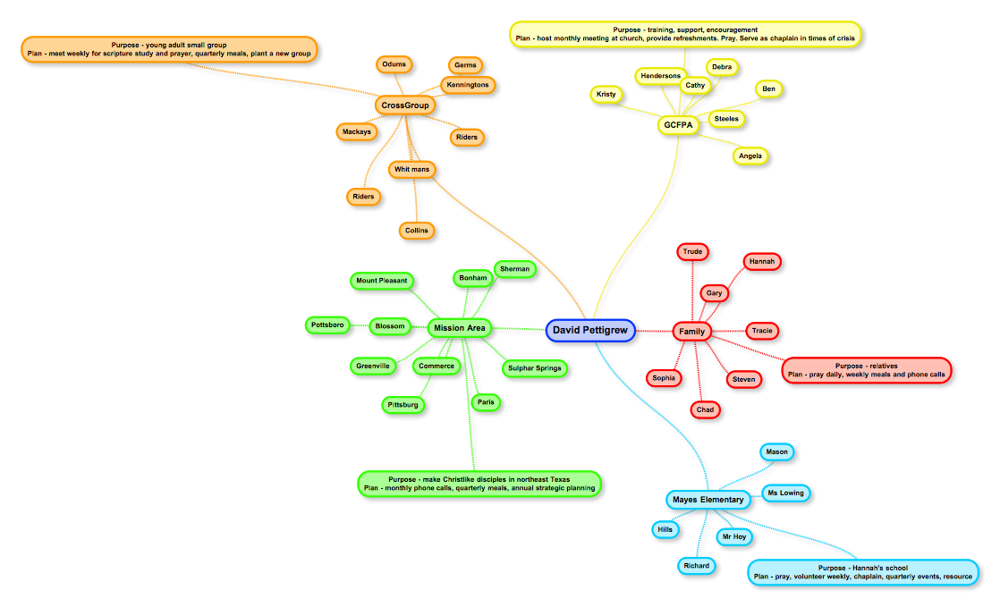 Purpose - young adult small group
Plan - meet weekly for scripture study and prayer, quarterly meals, plant a new group
Odums
Germs
Kenningtons
CrossGroup
Mackays
Riders
Whit mans
Riders
Collins
Purpose - training, support, encouragement
Plan - host monthly meeting at church, provide refreshments. Pray. Serve as chaplain in times of crisis
Debra
Hendersons
Cathy
Ben
Kristy
Steeles
GCFPA
Angela
Mount Pleasant
Bonham
Sherman
Pottsboro
Blossom
Mission Area
Greenville
Commerce
Sulphar Springs
Pittsburg
Paris
Purpose - make Christlike disciples in northeast Texas
Plan - monthly phone calls, quarterly meals, annual strategic planning
David Pettigrew
Trude
Hannah
Gary
Family
Tracie
Purpose - relatives
Plan - pray daily, weekly meals and phone calls
Sophia
Steven
Chad
Mason
Ms Lowing
Mayes Elementary
Hills
Mr Hoy
Richard
Purpose - Hannah's school
Plan - pray, volunteer weekly, chaplain, quarterly events, resource